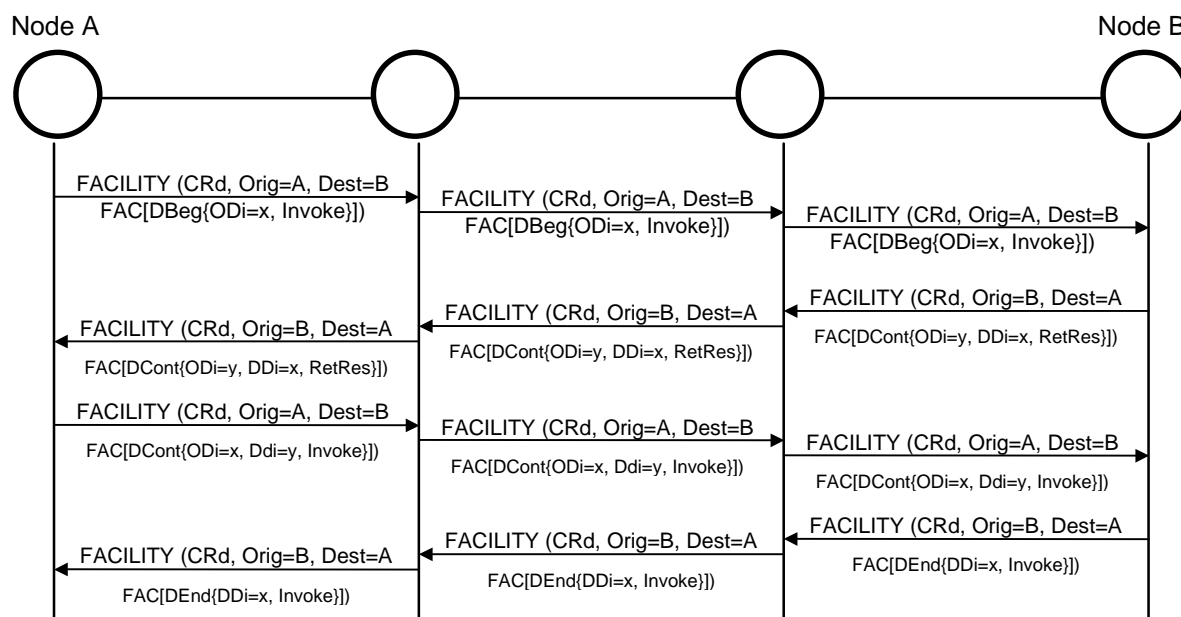 Node A
Node B
FACILITY (CRd, Orig=A, Dest=B
FAC[DBeg{ODi=x, Invoke}])
FACILITY (CRd, Orig=A, Dest=B
FAC[DBeg{ODi=x, Invoke}])
FACILITY (CRd, Orig=A, Dest=B
FAC[DBeg{ODi=x, Invoke}])
FACILITY (CRd, Orig=B, Dest=A
FAC[DCont{ODi=y, DDi=x, RetRes}])
FACILITY (CRd, Orig=B, Dest=A
FAC[DCont{ODi=y, DDi=x, RetRes}])
FACILITY (CRd, Orig=B, Dest=A
FAC[DCont{ODi=y, DDi=x, RetRes}])
FACILITY (CRd, Orig=A, Dest=B
FAC[DCont{ODi=x, Ddi=y, Invoke}])
FACILITY (CRd, Orig=A, Dest=B
FAC[DCont{ODi=x, Ddi=y, Invoke}])
FACILITY (CRd, Orig=A, Dest=B
FAC[DCont{ODi=x, Ddi=y, Invoke}])
FACILITY (CRd, Orig=B, Dest=A
FAC[DEnd{DDi=x, Invoke}])
FACILITY (CRd, Orig=B, Dest=A
FAC[DEnd{DDi=x, Invoke}])
FACILITY (CRd, Orig=B, Dest=A
FAC[DEnd{DDi=x, Invoke}])